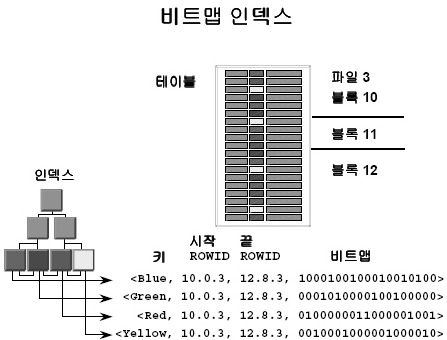 비트맵 인덱스
테이블
파일 3
블록 10
블록 11
블록 12
인덱스
키
시작
ROWID
끝
ROWID
비트맵
<Blue, 10.0.3, 12.8.3, 1000100100010010100>
<Green, 10.0.3, 12.8.3, 0001010000100100000>
<Red, 10.0.3, 12.8.3, 0100000011000001001>
<Yellow, 10.0.3, 12.8.3, 0010001000001000010>